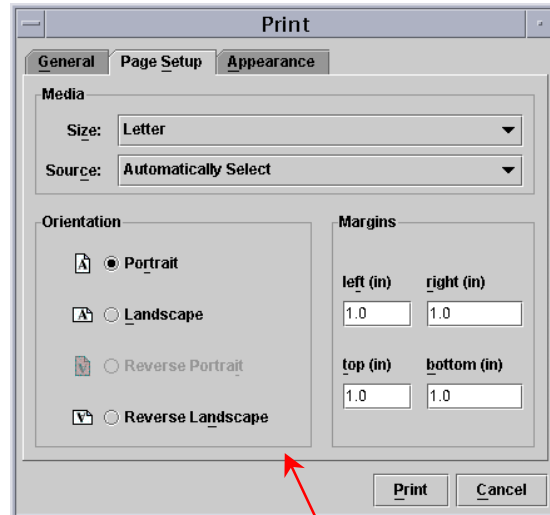 Print
General Page Setup Appearance
Media
Size: Letter
Source: Automatically Select
Orientation
A Portrait
A Landscape
A Reverse Portrait
A Reverse Landscape
Margins
left (in) right (in)
1.0 1.0
top (in) bottom (in)
1.0 1.0
Print Cancel